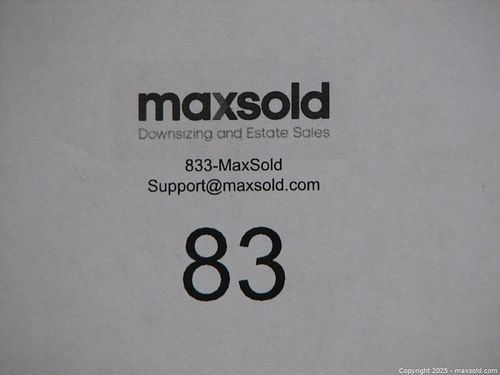 maxsold
Downsizing and Estate Sales
833-MaxSold
Support@maxsold.com
83
Copyright 2025 - maxsold.com